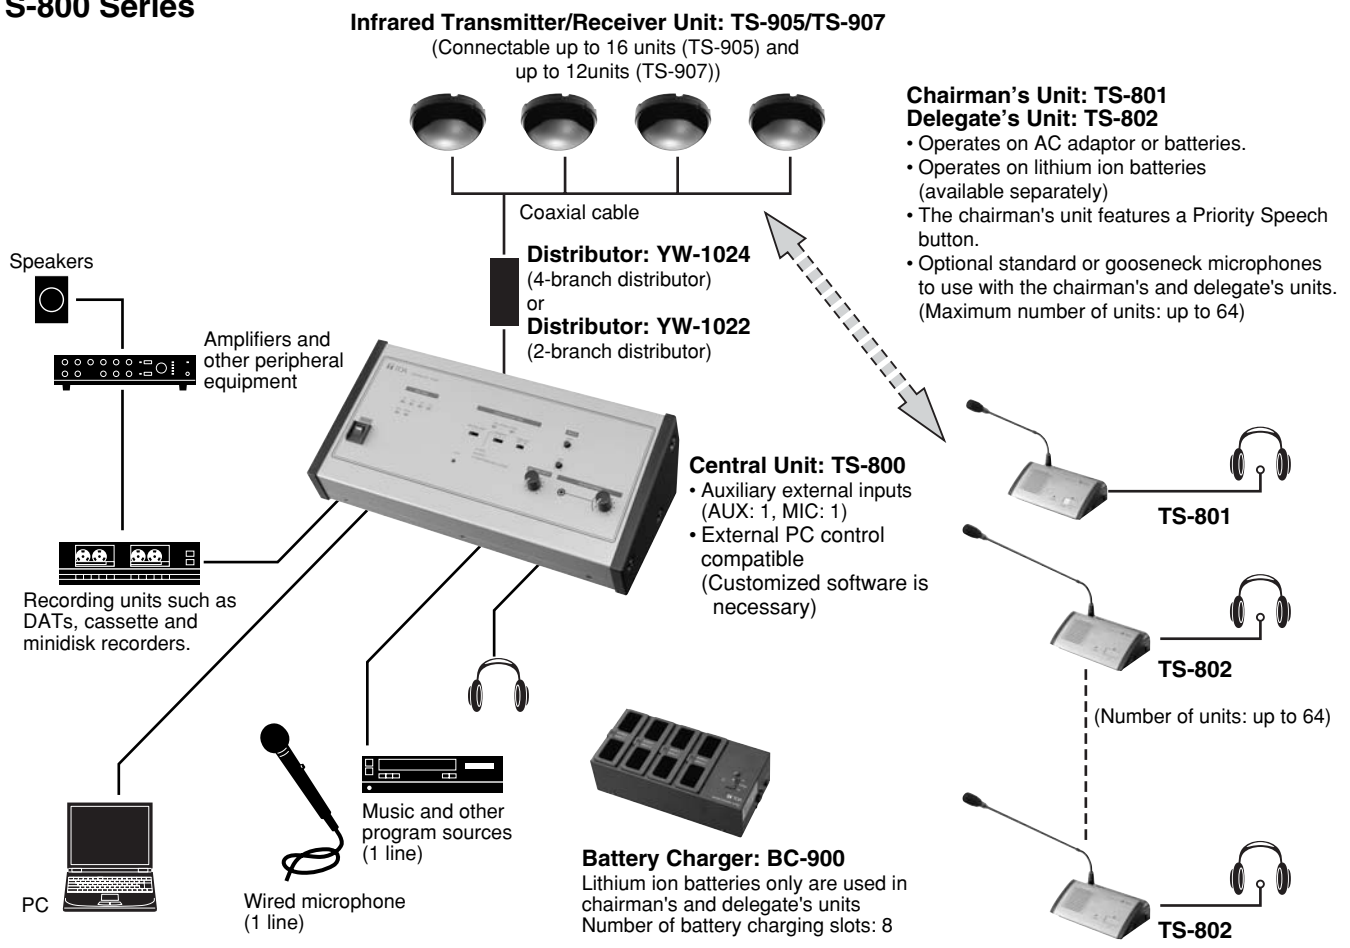 S-800 Series
Infrared Transmitter/Receiver Unit: TS-905/TS-907
(Connectable up to 16 units (TS-905) and
up to 12units (TS-907))
Chairman's Unit: TS-801
Delegate's Unit: TS-802
• Operates on AC adaptor or batteries.
• Operates on lithium ion batteries
(available separately)
• The chairman's unit features a Priority Speech
button.
• Optional standard or gooseneck microphones
to use with the chairman's and delegate's units.
(Maximum number of units: up to 64)
Coaxial cable
Distributor: YW-1024
(4-branch distributor)
or
Distributor: YW-1022
(2-branch distributor)
Speakers
Amplifiers and
other peripheral
equipment
TOA
Central Unit: TS-800
• Auxiliary external inputs
(AUX: 1, MIC: 1)
• External PC control
compatible
(Customized software is
necessary)
TS-801
Recording units such as
DATs, cassette and
minidisk recorders.
TS-802
(Number of units: up to 64)
Music and other
program sources
(1 line)
Battery Charger: BC-900
Lithium ion batteries only are used in
chairman's and delegate's units
Number of battery charging slots: 8
PC
Wired microphone
(1 line)
TS-802